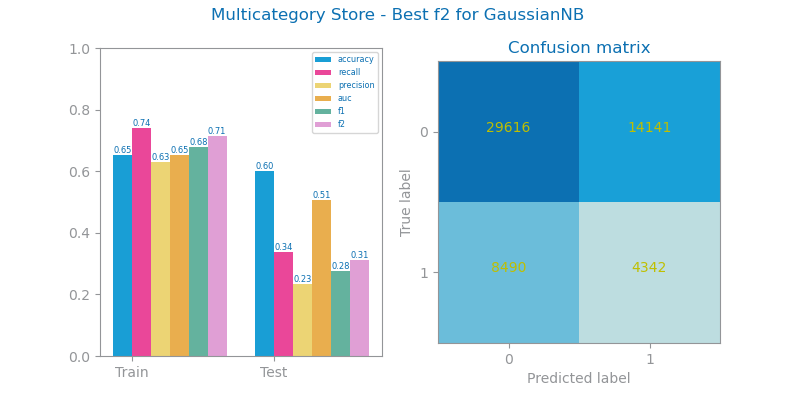 Multicategory Store - Best f2 for GaussianNB
1.0
0.8
0.6
0.4
0.2
0.0
accuracy
recall
precision
auc
f1
f2
0.65
0.74
0.63
0.65
0.68
0.71
0.60
0.34
0.23
0.51
0.28
0.31
Train
Test
Confusion matrix
True label
0
1
29616
14141
8490
4342
0
1
Predicted label